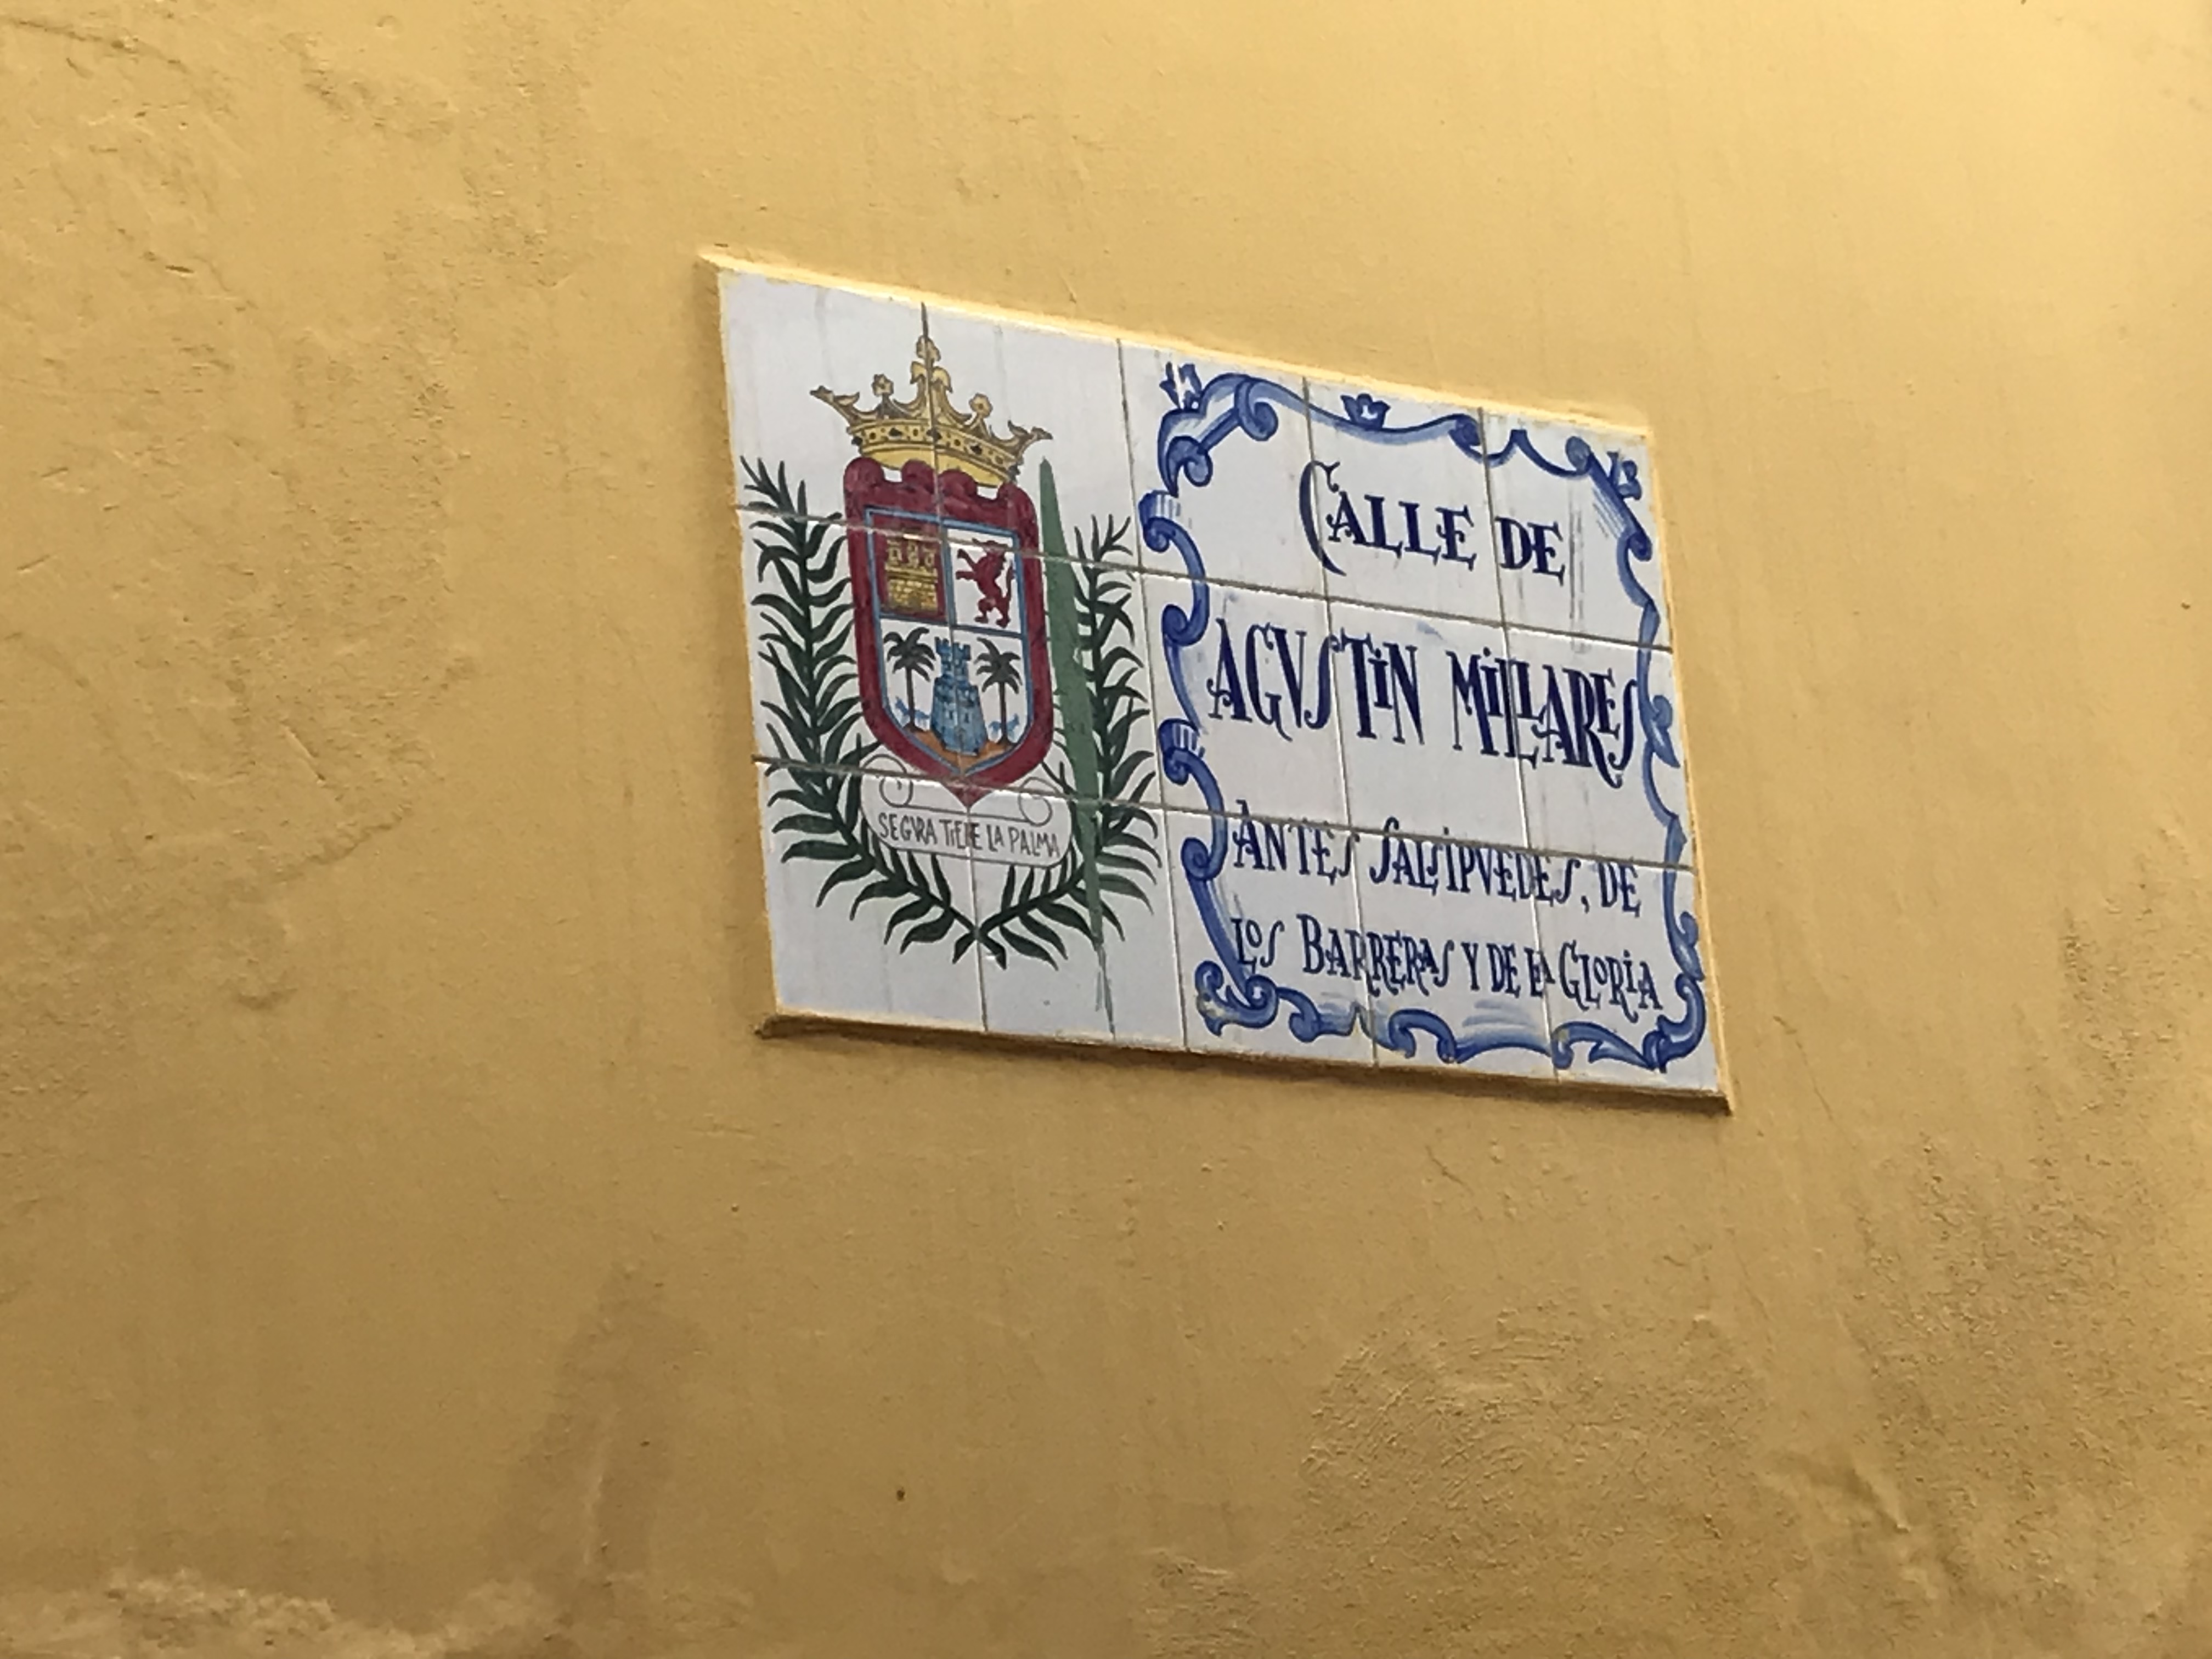 SEGVRA TIEnE LA PALMA
CALLE DE
AGVSTiN MiLLARES
ANTES SALSiPVEDES, DE
LOS BARRERAS Y DE LA GLORiA